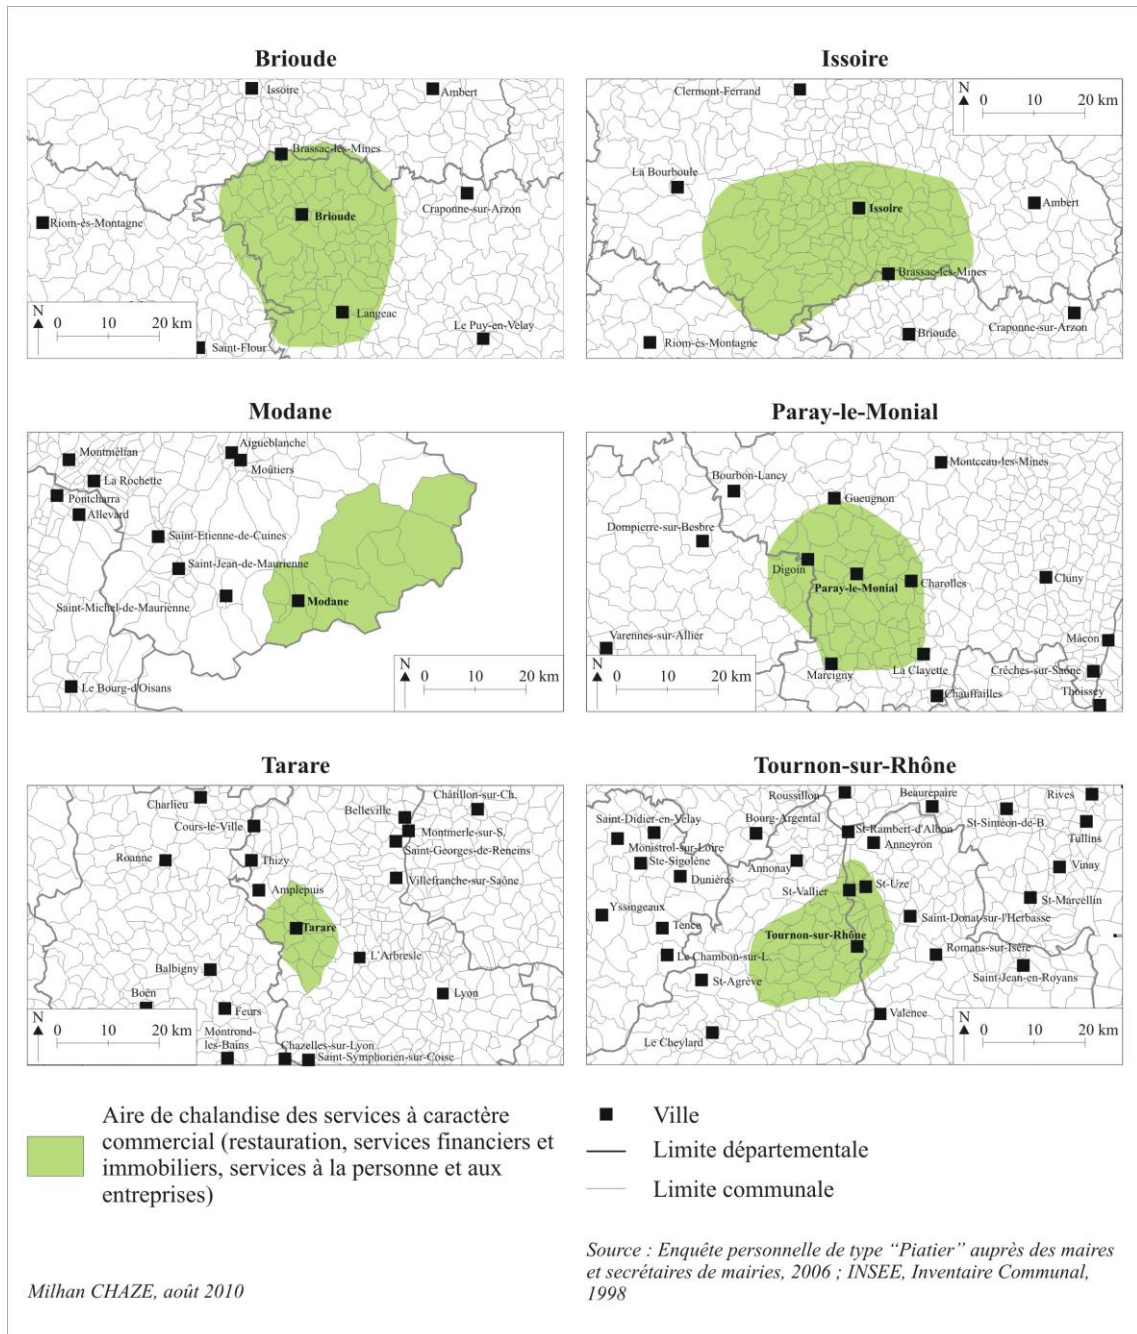 Brioude
Issoire
Ambert
Brassac-les-Mines
Craponne-sur-Arzon
Brioude
Riom-ès-Montagne
N
0 10 20 km
Langeac
Le Puy-en-Velay
Saint-Flour
Issoire
Clermont-Ferrand
N
0 10 20 km
La Bourboule
Issoire
Ambert
Brassac-les-Mines
Craponne-sur-Arzon
Brioude
Riom-ès-Montagne
Modane
Aigueblanche
Montmélian
Moûtiers
La Rochette
Pontcharra
Allevard
Saint-Etienne-de-Cuines
Saint-Jean-de-Maurienne
Modane
Saint-Michel-de-Maurienne
N
0 10 20 km
Le Bourg-d'Oisans
Paray-le-Monial
Montceau-les-Mines
Bourbon-Lancy
Gueugnon
Dompierre-sur-Besbre
Digoin
Paray-le-Monial
Charolles
Cluny
Varennes-sur-Allier
Mâcon
N
0 10 20 km
Marcigny
La Clayette
Crèches-sur-Saône
Chauffailles
Thoissey
Tarare
Châtillon-sur-Ch.
Charlieu
Belleville
Cours-le-Ville
Montmerle-sur-S.
Saint-Georges-de-Reneins
Roanne
Thizy
Villefranche-sur-Saône
Amplepuis
Tarare
L'Arbresle
Balbigny
Lyon
Boën
Feurs
N
0 10 20 km
Montrond-
les-Bains
Chazelles-sur-Lyon
Saint-Symphorien-sur-Coise
Tournon-sur-Rhône
Roussillon
Beaurepaire
Rives
Saint-Didier-en-Velay
Bourg-Argental
St-Rambert-d'Albon
St-Siméon-de-B.
Tullins
Monistrol-sur-Loire
Anneyron
Ste-Sigolène
Annonay
Vinay
Dunières
St-Uze
St-Vallier
St-Marcellin
Yssingeaux
Saint-Donat-sur-l'Herbasse
Tence
Tournon-sur-Rhône
Romans-sur-Isère
Le Chambon-sur-L.
Saint-Jean-en-Royans
St-Agrève
Valence
N
0 10 20 km
Le Cheylard
Aire de chalandise des services à caractère
commercial (restauration, services financiers et
immobiliers, services à la personne et aux
entreprises)
Ville
Limite départementale
Limite communale
Source : Enquête personnelle de type “Piatier” auprès des maires
et secrétaires de mairies, 2006 ; INSEE, Inventaire Communal,
1998
Milhan CHAZE, août 2010